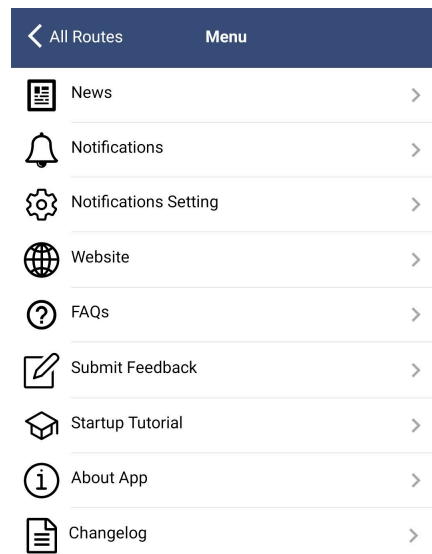 All Routes Menu
News
Notifications
Notifications Setting
Website
FAQs
Submit Feedback
Startup Tutorial
About App
Changelog